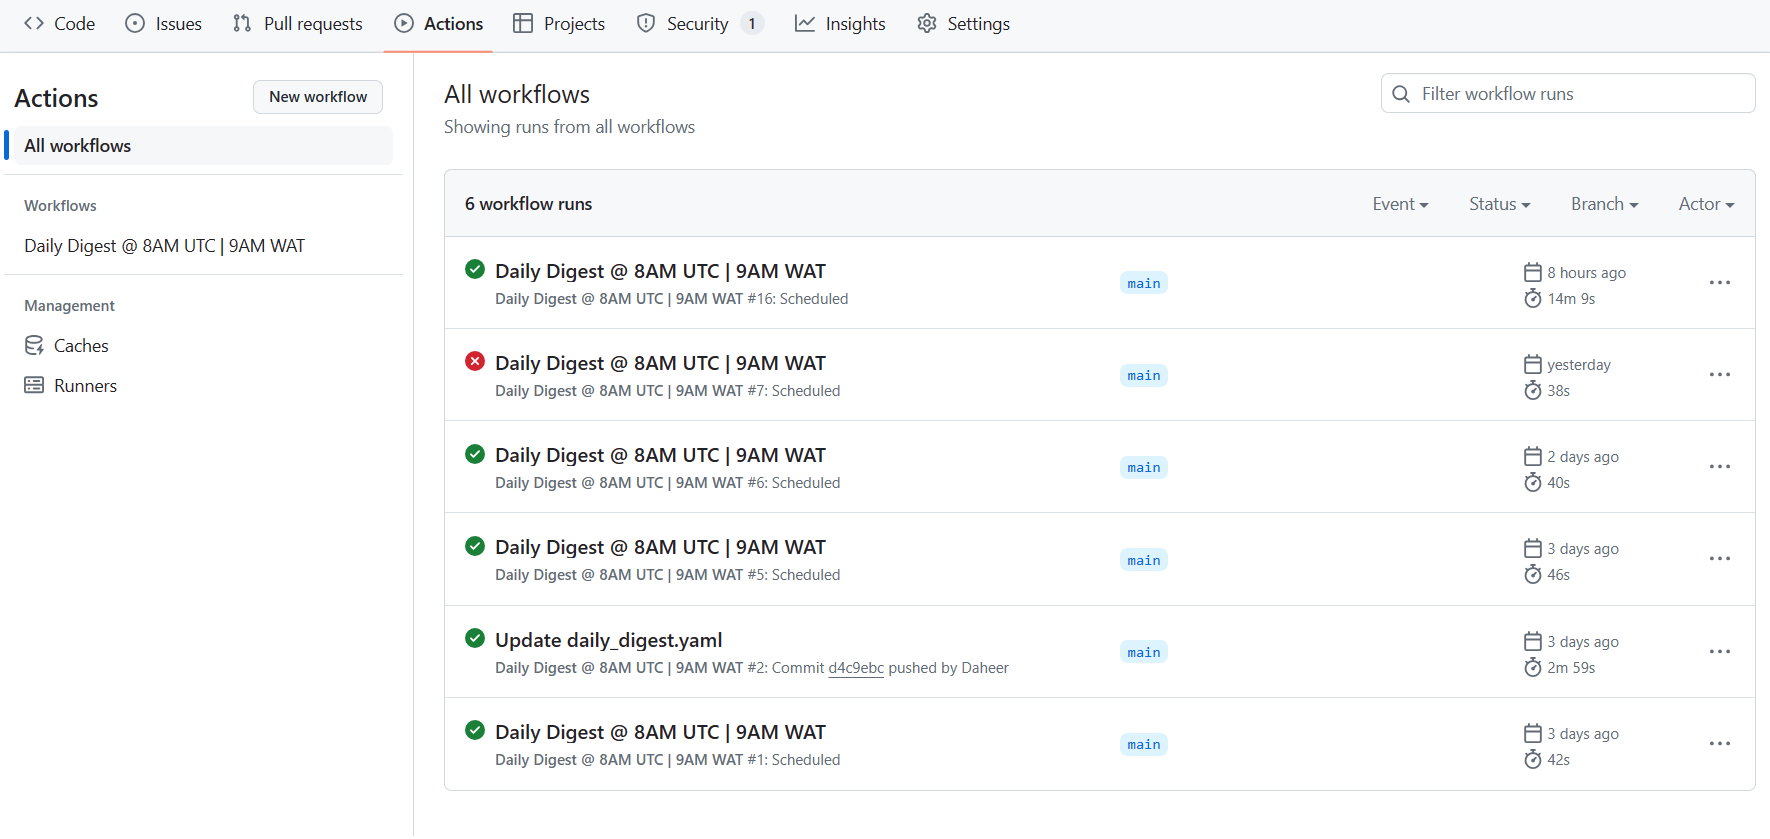 Code Issues Pull requests Actions Projects Security 1 Insights Settings
Actions
New workflow
All workflows
Workflows
Daily Digest @ 8AM UTC | 9AM WAT
Management
Caches
Runners
All workflows
Showing runs from all workflows
Filter workflow runs
6 workflow runs
Event Status Branch Actor
Daily Digest @ 8AM UTC | 9AM WAT
Daily Digest @ 8AM UTC | 9AM WAT #16: Scheduled
main
8 hours ago
14m 9s
Daily Digest @ 8AM UTC | 9AM WAT
Daily Digest @ 8AM UTC | 9AM WAT #7: Scheduled
main
yesterday
38s
Daily Digest @ 8AM UTC | 9AM WAT
Daily Digest @ 8AM UTC | 9AM WAT #6: Scheduled
main
2 days ago
40s
Daily Digest @ 8AM UTC | 9AM WAT
Daily Digest @ 8AM UTC | 9AM WAT #5: Scheduled
main
3 days ago
46s
Update daily_digest.yaml
Daily Digest @ 8AM UTC | 9AM WAT #2: Commit d4c9ebc pushed by Daheer
main
3 days ago
2m 59s
Daily Digest @ 8AM UTC | 9AM WAT
Daily Digest @ 8AM UTC | 9AM WAT #1: Scheduled
main
3 days ago
42s